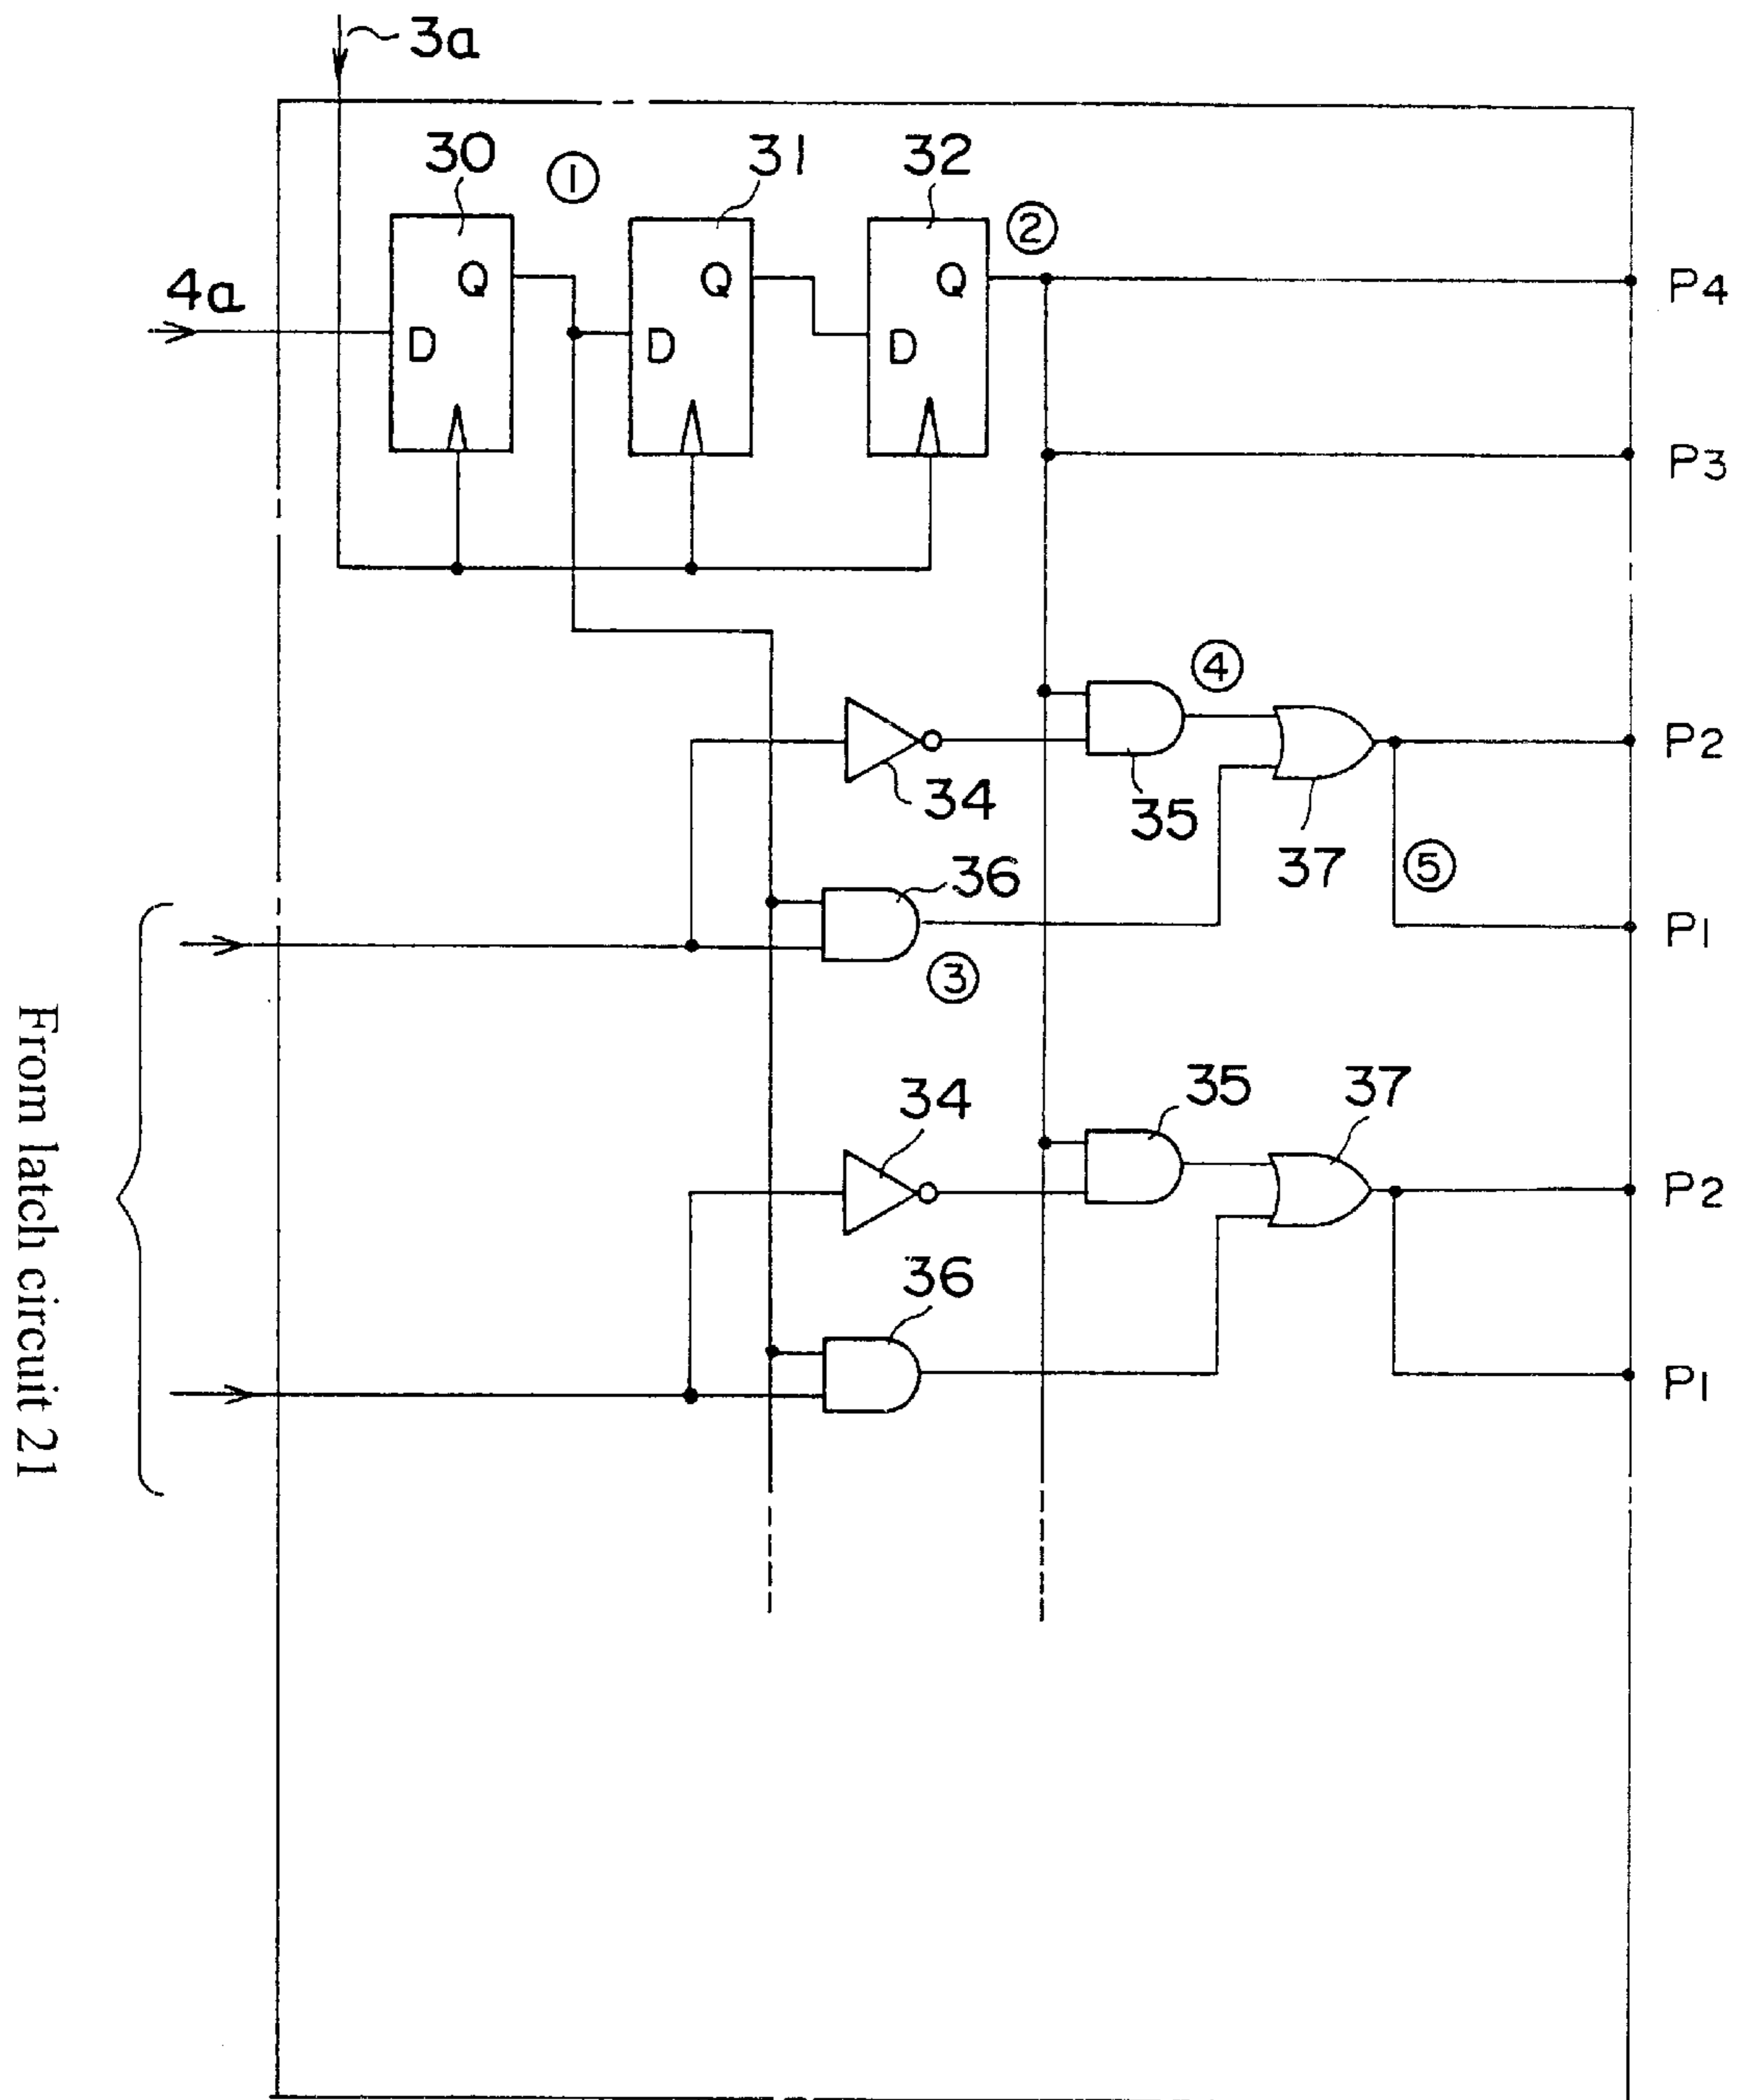 3a
30
①
31
32
②
4a
Q
Q
Q
D
D
D
P4
P3
④
34
35
37
P2
36
⑤
P1
③
From latch circuit 21
34
35
37
P2
36
P1